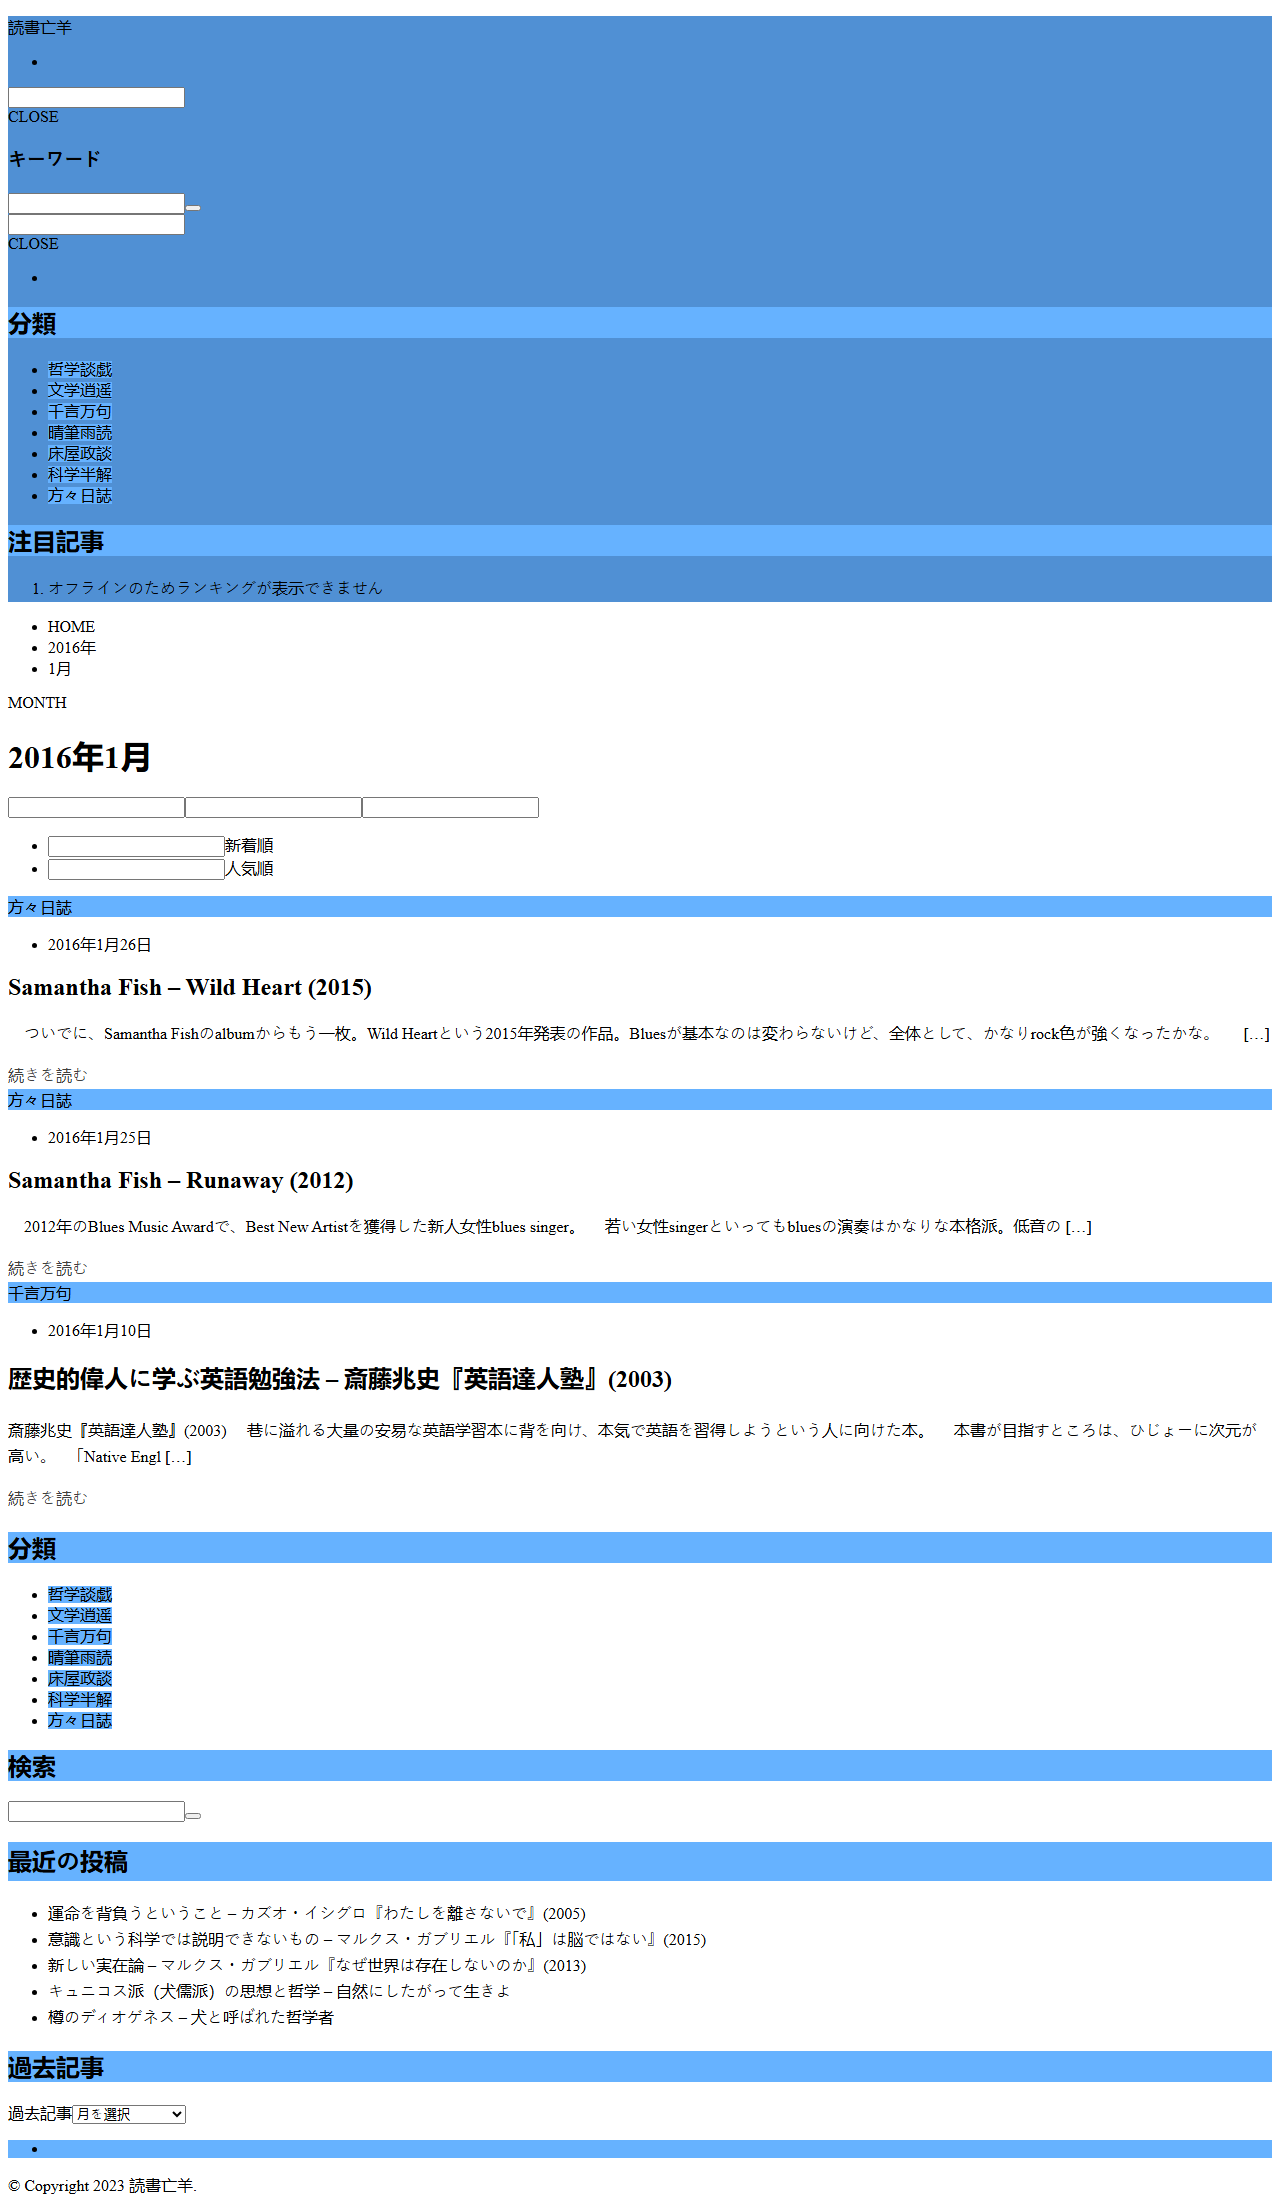 読書亡羊
CLOSE
キーワード
CLOSE
分類
哲学談戯
文学逍遥
千言万句
晴筆雨読
床屋政談
科学半解
方々日誌
注目記事
1. オフラインのためランキングが表示できません
HOME
2016年
1月
MONTH
2016年1月
新着順
人気順
方々日誌
2016年1月26日
Samantha Fish – Wild Heart (2015)
ついでに、Samantha Fishのalbumからもう一枚。Wild Heartという2015年発表の作品。Bluesが基本なのは変わらないけど、全体として、かなりrock色が強くなったかな。　 […]
続きを読む
方々日誌
2016年1月25日
Samantha Fish – Runaway (2012)
2012年のBlues Music Awardで、Best New Artistを獲得した新人女性blues singer。　若い女性singerといってもbluesの演奏はかなりな本格派。低音の […]
続きを読む
千言万句
2016年1月10日
歴史的偉人に学ぶ英語勉強法 – 斎藤兆史『英語達人塾』(2003)
斎藤兆史『英語達人塾』(2003)　巷に溢れる大量の安易な英語学習本に背を向け、本気で英語を習得しようという人に向けた本。　本書が目指すところは、ひじょーに次元が
高い。　「Native Engl […]
続きを読む
分類
哲学談戯
文学逍遥
千言万句
晴筆雨読
床屋政談
科学半解
方々日誌
検索
最近の投稿
運命を背負うということ – カズオ・イシグロ『わたしを離さないで』(2005)
意識という科学では説明できないもの – マルクス・ガブリエル『「私」は脳ではない』(2015)
新しい実在論 – マルクス・ガブリエル『なぜ世界は存在しないのか』(2013)
キュニコス派（犬儒派）の思想と哲学 – 自然にしたがって生きよ
樽のディオゲネス – 犬と呼ばれた哲学者
過去記事
過去記事 月を選択
© Copyright 2023 読書亡羊.